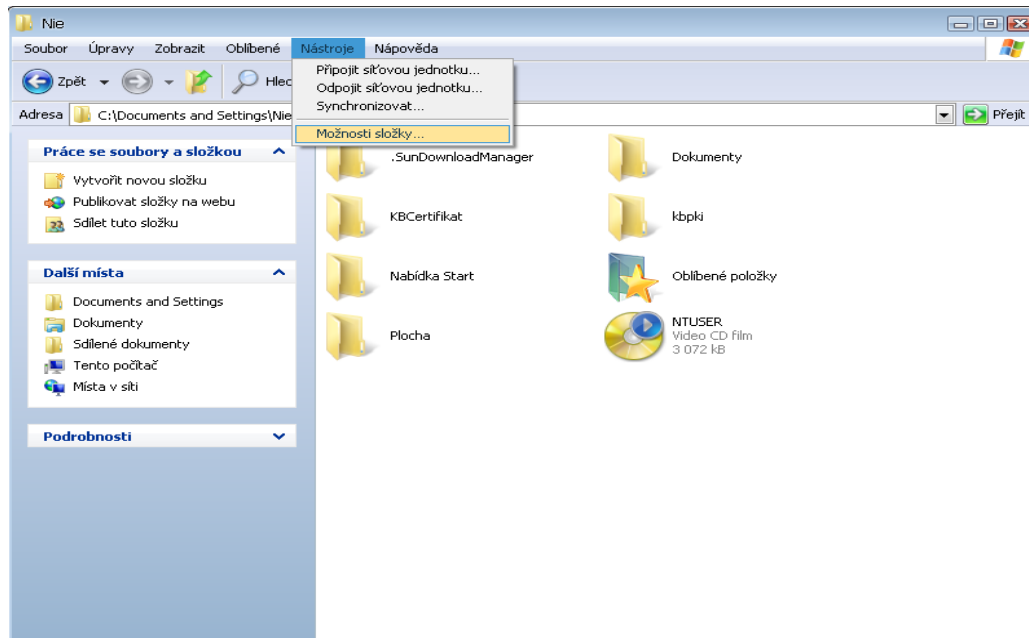 Nie
Soubor Úpravy Zobrazit Oblíbené Nástroje Nápověda
Zpět Hlec
Připojit síťovou jednotku...
Odpojit síťovou jednotku...
Synchronizovat...
Možnosti složky...
Adresa C:\Documents and Settings\Nie Přejít
Práce se soubory a složkou
Vytvořit novou složku
Publikovat složky na webu
Sdílet tuto složku
Další místa
Documents and Settings
Dokumenty
Sdílené dokumenty
Tento počítač
Místa v síti
Podrobnosti
.SunDownloadManager
Dokumenty
KBCertifikat
kbpki
Nabídka Start
Oblíbené položky
Plocha
NTUSER
Video CD film
3 072 kB